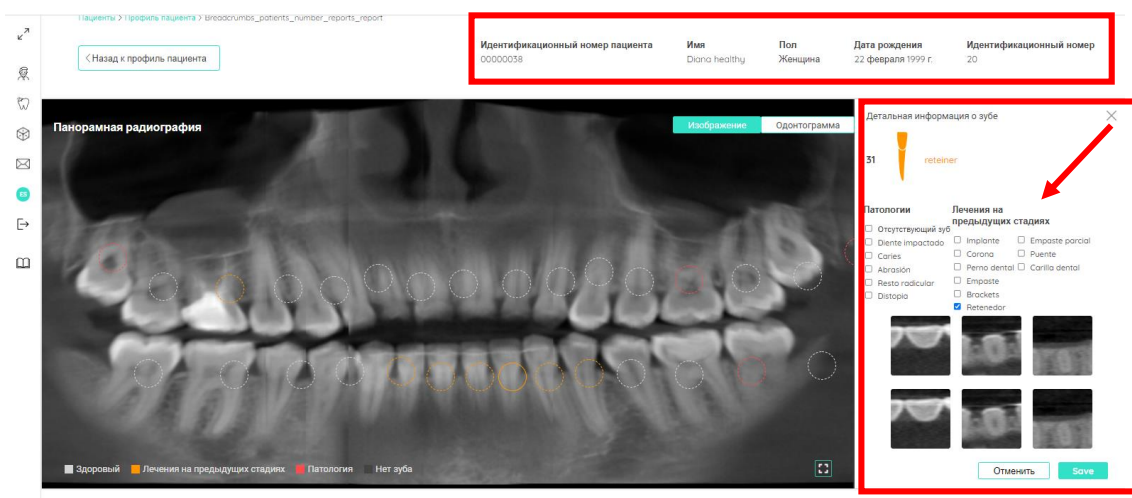 Пациенты > Профиль пациента > Breadcrumbs_patients_number_reports_report
< Назад к профиль пациента
Идентификационный номер пациента Имя Пол Дата рождения Идентификационный номер
00000038 Diana healthy Женщина 22 февраля 1999 г. 20
Панорамная радиография
Изображение Одонтограмма
Детальная информация о зубе
31 reteiner
Патологии
Отсутствующий зуб
Diente impactado
Caries
Abrasión
Resto radicular
Distopia
Лечения на
предыдущих стадиях
Implante Empaste parcial
Corona Puente
Perno dental Carilla dental
Empaste
Brackets
Retenedor
Здоровый Лечения на предыдущих стадиях Патология Нет зуба
Отменить Save